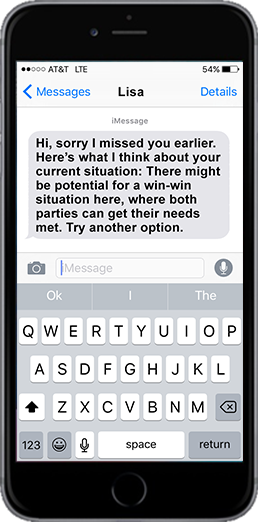 AT&T LTE 54%
Messages Lisa Details
iMessage
Hi, sorry I missed you earlier.
Here's what I think about your
current situation: There might
be potential for a win-win
situation here, where both
parties can get their needs
met. Try another option.
iMessage
Ok I The
Q W E R T Y U I O P
A S D F G H J K L
Z X C V B N M
123 space return